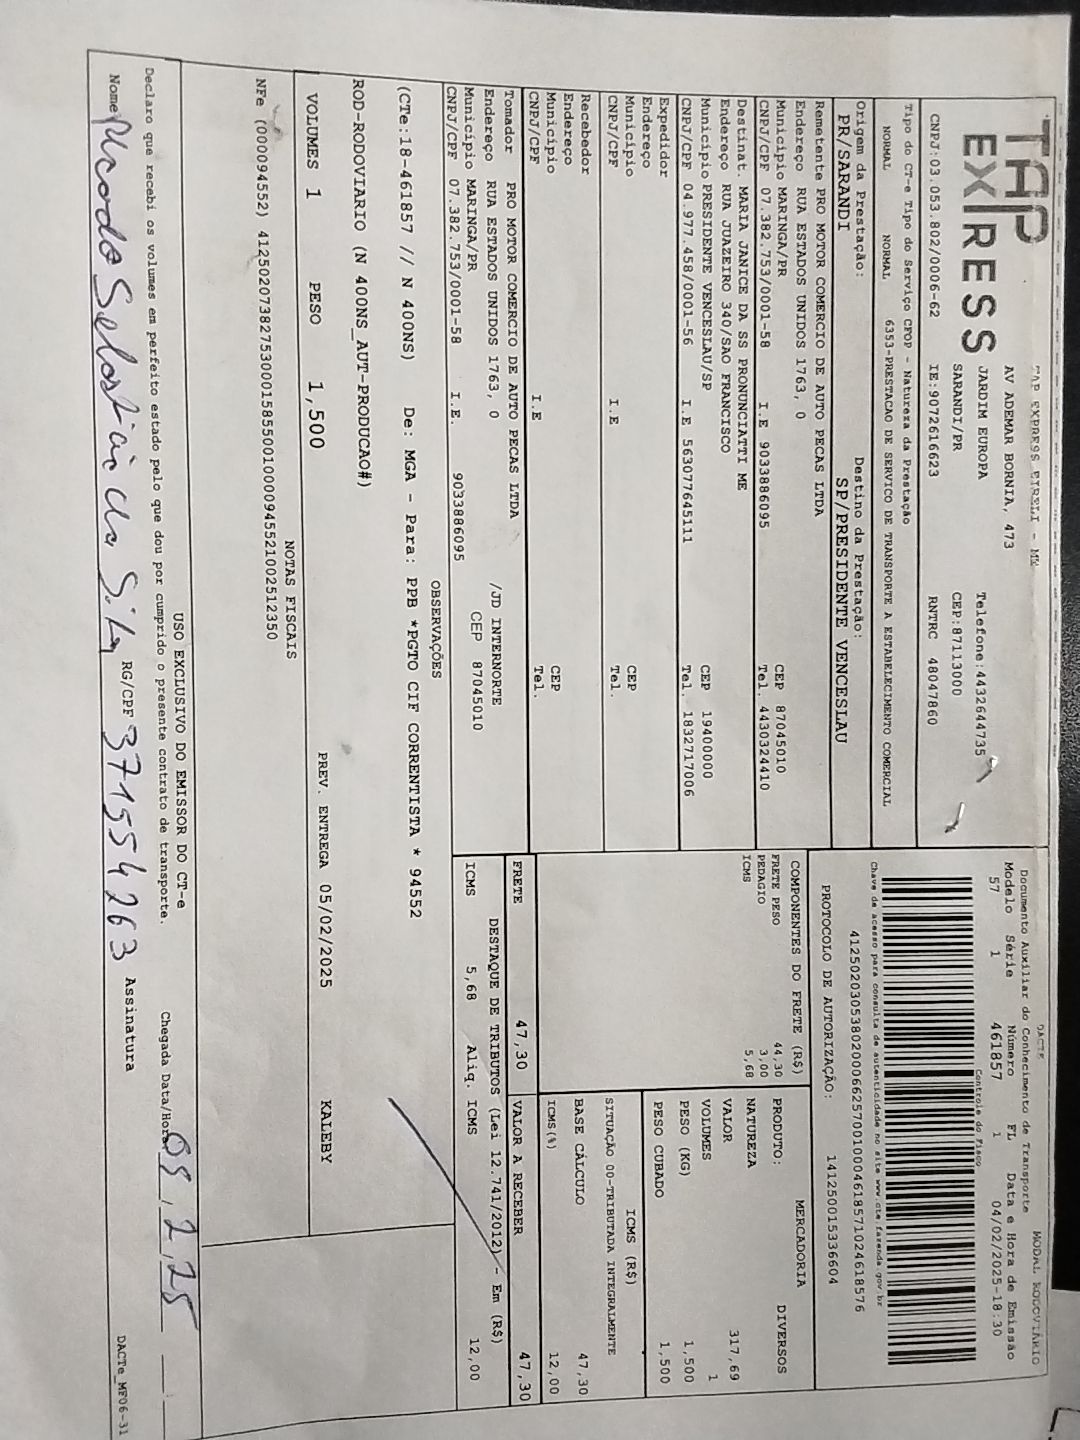 TAP EXPRESS EIRELI - ME
TAP
EXPRESS
AV ADEMAR BORNIA, 473
JARDIM EUROPA
SARANDI/PR
Telefone:4432644735
CEP:87113000
CNPJ:03.053.802/0006-62 IE:9072616623 RNTRC 48047860
DACTE MODAL RODOVIÁRIO
Documento Auxiliar do Conhecimento de Transporte
Modelo Série Número FL Data e Hora de Emissão
57 1 461857 1 04/02/2025-18:30
Controle do Fisco
Chave de acesso para consulta de autenticidade no site www.cte.fazenda.gov.br
41250203053802000662570010004618571024618576
PROTOCOLO DE AUTORIZAÇÃO: 141250015336604
Tipo do CT-e Tipo do Serviço CFOP - Natureza da Prestação
NORMAL NORMAL 6353-PRESTACAO DE SERVICO DE TRANSPORTE A ESTABELECIMENTO COMERCIAL
Origem da Prestação: Destino da Prestação:
PR/SARANDI SP/PRESIDENTE VENCESLAU
Remetente PRO MOTOR COMERCIO DE AUTO PECAS LTDA
Endereço RUA ESTADOS UNIDOS 1763, 0
Município MARINGA/PR CEP 87045010
CNPJ/CPF 07.382.753/0001-58 I.E 9033886095 Tel. 4430324410
Destinat. MARIA JANICE DA SS PRONUNCIATTI ME
Endereço RUA JUAZEIRO 340/SAO FRANCISCO
Município PRESIDENTE VENCESLAU/SP CEP 19400000
CNPJ/CPF 04.977.458/0001-56 I.E 563077645111 Tel. 1832717006
Expedidor
Endereço
Município CEP
CNPJ/CPF I.E Tel.
Recebedor
Endereço
Município CEP
CNPJ/CPF I.E Tel.
Tomador PRO MOTOR COMERCIO DE AUTO PECAS LTDA
Endereço RUA ESTADOS UNIDOS 1763, 0 /JD INTERNORTE
Município MARINGA/PR CEP 87045010
CNPJ/CPF 07.382.753/0001-58 I.E. 9033886095
COMPONENTES DO FRETE (R$)
FRETE PESO 44,30
PEDAGIO 3,00
ICMS 5,68
PRODUTO: MERCADORIA
NATUREZA DIVERSOS
VALOR 317,69
VOLUMES 1
PESO (KG) 1,500
PESO CUBADO 1,500
ICMS (R$)
SITUAÇÃO 00-TRIBUTADA INTEGRALMENTE
BASE CÁLCULO 47,30
ICMS(%) 12,00
FRETE 47,30 VALOR A RECEBER 47,30
DESTAQUE DE TRIBUTOS (Lei 12.741/2012) - Em (R$)
ICMS 5,68 Aliq. ICMS 12,00
OBSERVAÇÕES
(CTe:18-461857 /// N 400NS) De: MGA - Para: PPB *PGTO CIF CORRENTISTA * 94552
ROD-RODOVIARIO (N 400NS_AUT-PRODUCAO#)
VOLUMES 1 PESO 1,500 PREV. ENTREGA 05/02/2025 KALEBY
NOTAS FISCAIS
NFe (000094552) 41250207382753000158550010000945521002512350
USO EXCLUSIVO DO EMISSOR DO CT-e
Declaro que recebi os volumes em perfeito estado pelo que dou por cumprido o presente contrato de transporte.
Chegada Data/Hora 05, 2, 25 :
Nome da Silva RG/CPF 371554263 Assinatura
DACTe_MF06-31